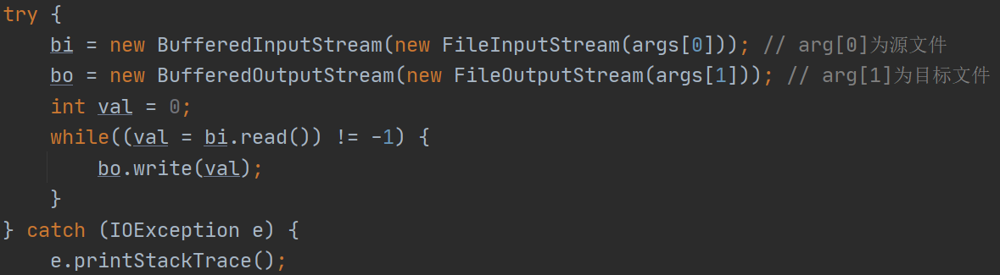 try {
    bi = new BufferedInputStream(new FileInputStream(args[0])); // arg[0]为源文件
    bo = new BufferedOutputStream(new FileOutputStream(args[1])); // arg[1]为目标文件
    int val = 0;
    while((val = bi.read()) != -1) {
        bo.write(val);
    }
} catch (IOException e) {
    e.printStackTrace();